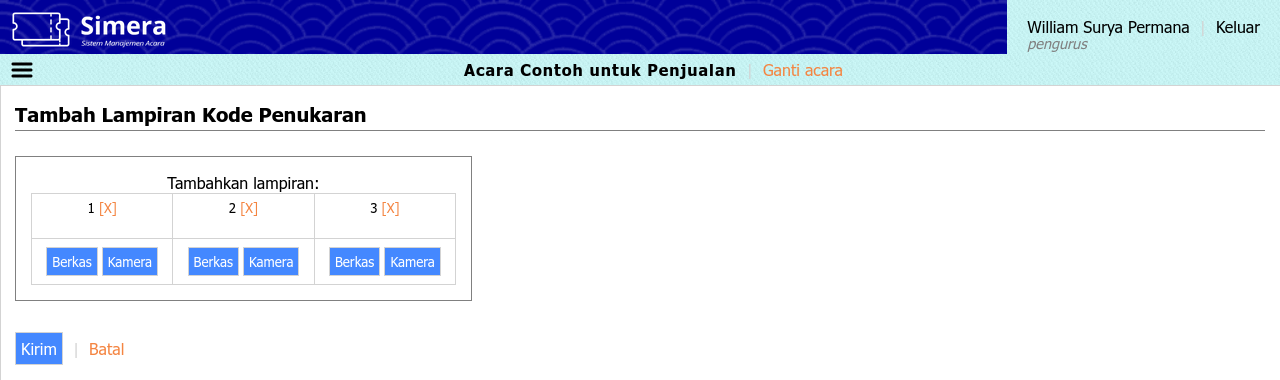 Simera
Sistem Manajemen Acara
William Surya Permana | Keluar
pengurus
Acara Contoh untuk Penjualan | Ganti acara
Tambah Lampiran Kode Penukaran
Tambahkan lampiran:
1 [X] 2 [X] 3 [X]
Berkas Kamera Berkas Kamera Berkas Kamera
Kirim | Batal